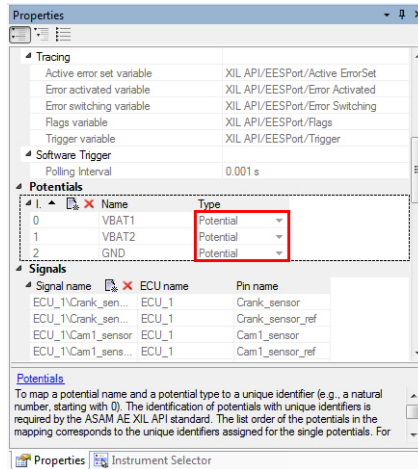 Properties
Tracing
Active error set variable XIL API/EESPort/Active ErrorSet
Error activated variable XIL API/EESPort/Error Activated
Error switching variable XIL API/EESPort/Error Switching
Flags variable XIL API/EESPort/Flags
Trigger variable XIL API/EESPort/Trigger
Software Trigger
Polling Interval 0.001 s
Potentials
I. Name Type
0 VBAT1 Potential
1 VBAT2 Potential
2 GND Potential
Signals
Signal name ECU name Pin name
ECU_1\Crank_sen... ECU_1 Crank_sensor
ECU_1\Crank_sen... ECU_1 Crank_sensor_ref
ECU_1\Cam1_sen... ECU_1 Cam1_sensor
ECU_1\Cam1_sens... ECU_1 Cam1_sensor_ref
Potentials
To map a potential name and a potential type to a unique identifier (e.g., a natural
number, starting with 0). The identification of potentials with unique identifiers is
required by the ASAM AE XIL API standard. The list order of the potentials in the
mapping corresponds to the unique identifiers assigned for the single potentials. For
Properties Instrument Selector